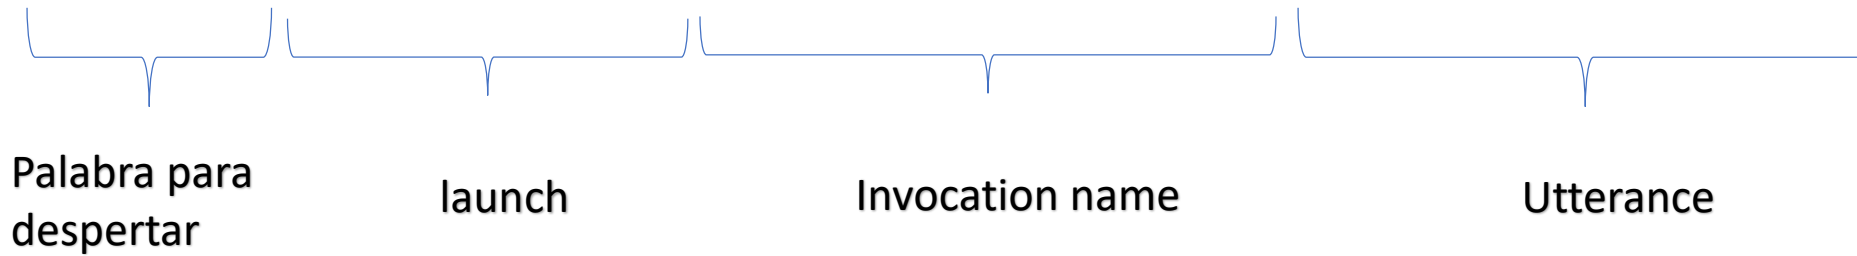 Palabra para
despertar
launch
Invocation name
Utterance